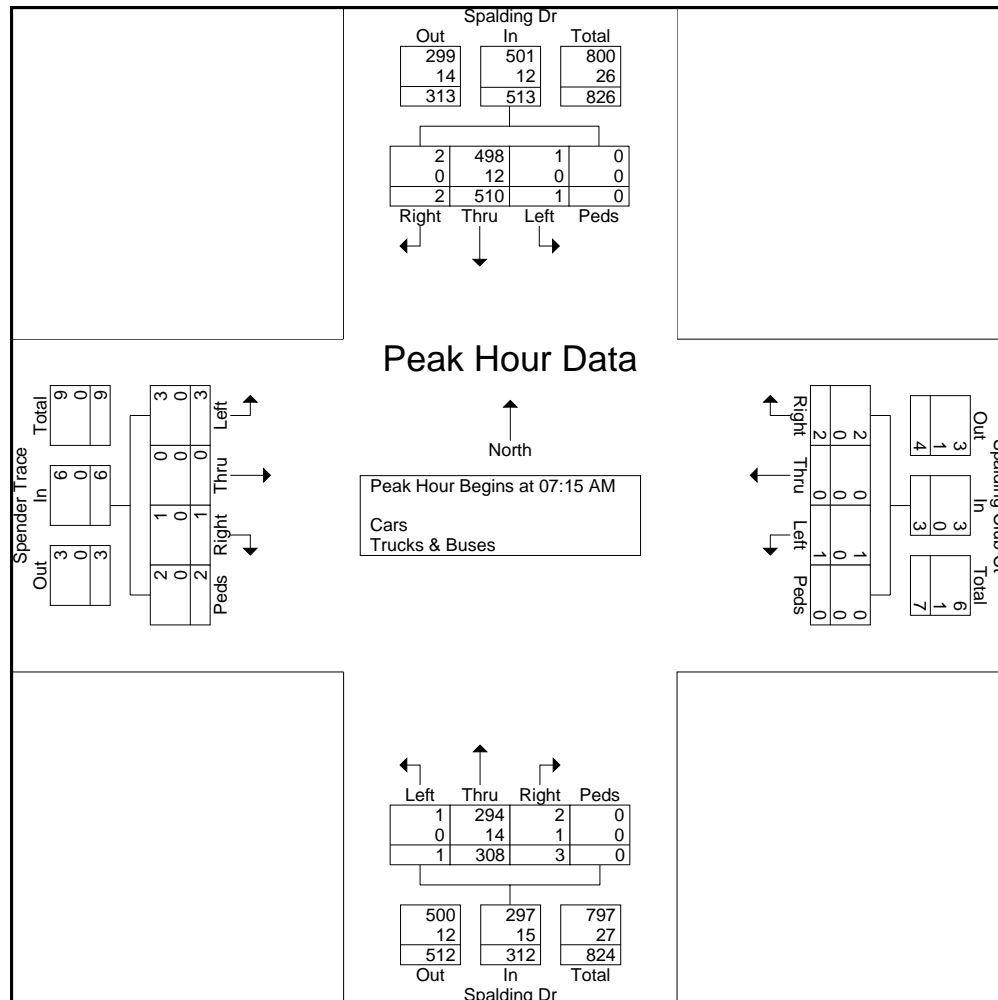 Spalding Dr
Out In Total
299 501 800
14 12 26
313 513 826
2 498 1 0
0 12 0 0
2 510 1 0
Right Thru Left Peds
Peak Hour Data
Spender Trace
Out In Total
3 6 9
0 0 0
3 6 9
2 1 0 3
0 0 0 0
2 1 0 3
Peds Right Thru Left
North
Peak Hour Begins at 07:15 AM
Cars
Trucks & Buses
Spalding Club Ct
Out In Total
3 3 6
1 0 1
4 3 7
2 0 1 0
0 0 0 0
2 0 1 0
Right Thru Left Peds
Left Thru Right Peds
1 294 2 0
0 14 1 0
1 308 3 0
500 297 797
12 15 27
512 312 824
Out In Total
Spalding Dr